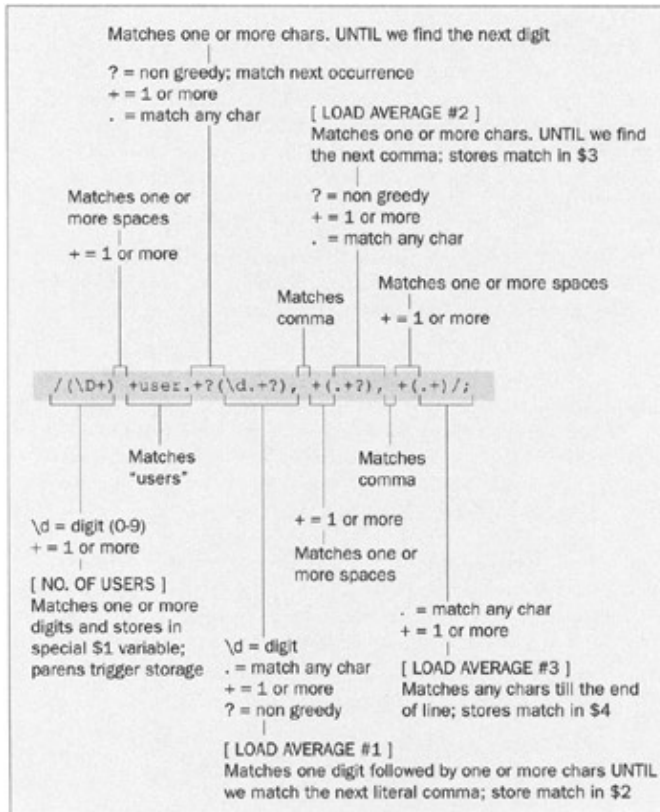 Matches one or more chars. UNTIL we find the next digit
? = non greedy; match next occurrence
+ = 1 or more
. = match any char
[ LOAD AVERAGE #2 ]
Matches one or more chars. UNTIL we find
the next comma; stores match in $3
? = non greedy
+ = 1 or more
. = match any char
Matches one or
more spaces
+ = 1 or more
Matches
comma
Matches one or more spaces
+ = 1 or more
/(\D+) +user.+?(\d.+?), +(.+?), +(.+)/;
Matches
"users"
Matches
comma
\d = digit (0-9)
+ = 1 or more
[ NO. OF USERS ]
Matches one or more
digits and stores in
special $1 variable;
parens trigger storage
+ = 1 or more
Matches one or
more spaces
\d = digit
. = match any char
+ = 1 or more
? = non greedy
[ LOAD AVERAGE #1 ]
Matches one digit followed by one or more chars UNTIL
we match the next literal comma; store match in $2
. = match any char
+ = 1 or more
[ LOAD AVERAGE #3 ]
Matches any chars till the end
of line; stores match in $4